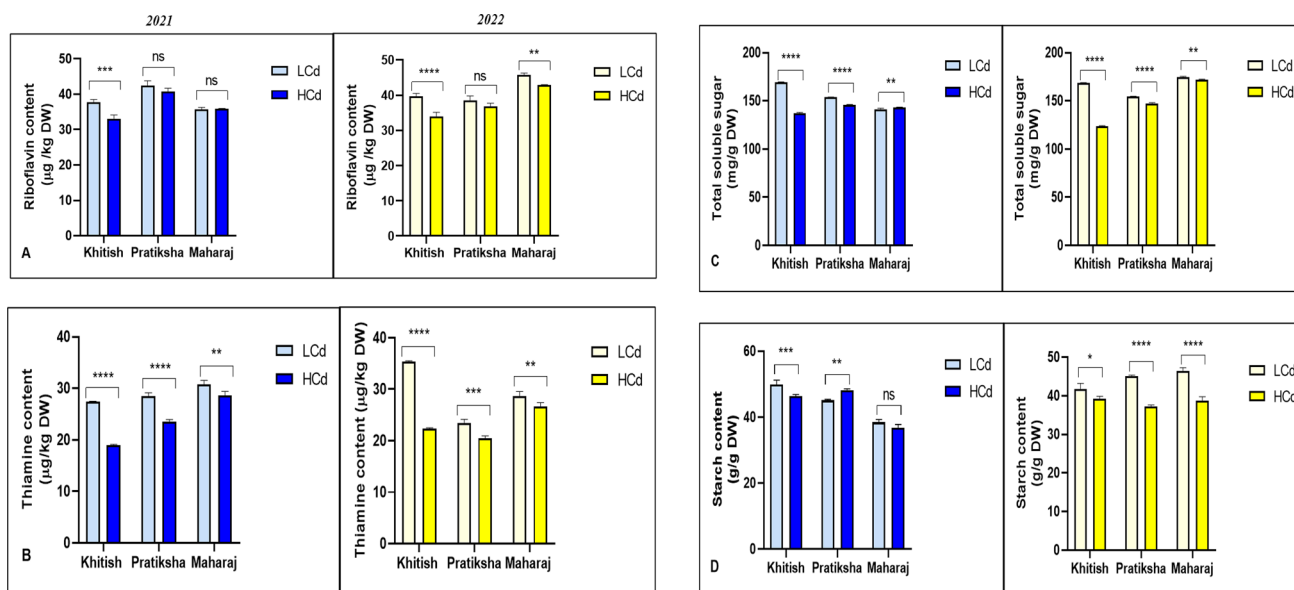 2021
2022
Riboflavin content
(µg /kg DW)
50
40
30
20
10
0
***
ns
ns
LCd
HCd
Khitish Pratiksha Maharaj
A
Riboflavin content
(µg /kg DW)
60
50
40
30
20
10
0
****
ns
**
LCd
HCd
Khitish Pratiksha Maharaj
Thiamine content
(µg/kg DW)
40
30
20
10
0
****
****
**
LCd
HCd
Khitish Pratiksha Maharaj
B
Thiamine content (µg/kg DW)
40
30
20
10
0
****
***
**
LCd
HCd
Khitish Pratiksha Maharaj
Total soluble sugar
(mg/g DW)
200
150
100
50
0
****
****
**
LCd
HCd
Khitish Pratiksha Maharaj
C
Total soluble sugar
(mg/g DW)
200
150
100
50
0
****
****
**
LCd
HCd
Khitish Pratiksha Maharaj
Starch content
(g/g DW)
60
40
20
0
***
**
ns
LCd
HCd
Khitish Pratiksha Maharaj
D
Starch content
(g/g DW)
50
40
30
20
10
0
*
****
****
LCd
HCd
Khitish Pratiksha Maharaj